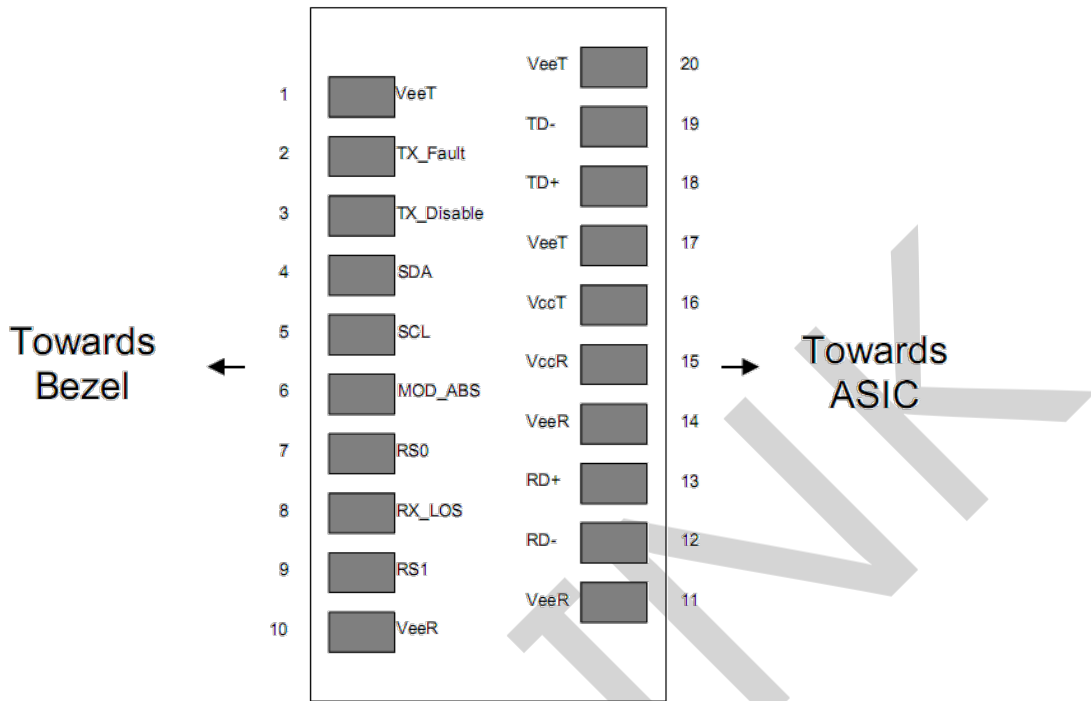 VeeT 20
1 VeeT
TD- 19
2 TX_Fault
TD+ 18
3 TX_Disable
VeeT 17
4 SDA
VccT 16
5 SCL
Towards
Bezel
VccR 15
Towards
ASIC
6 MOD_ABS
VeeR 14
7 RS0
RD+ 13
8 RX_LOS
RD- 12
9 RS1
VeeR 11
10 VeeR